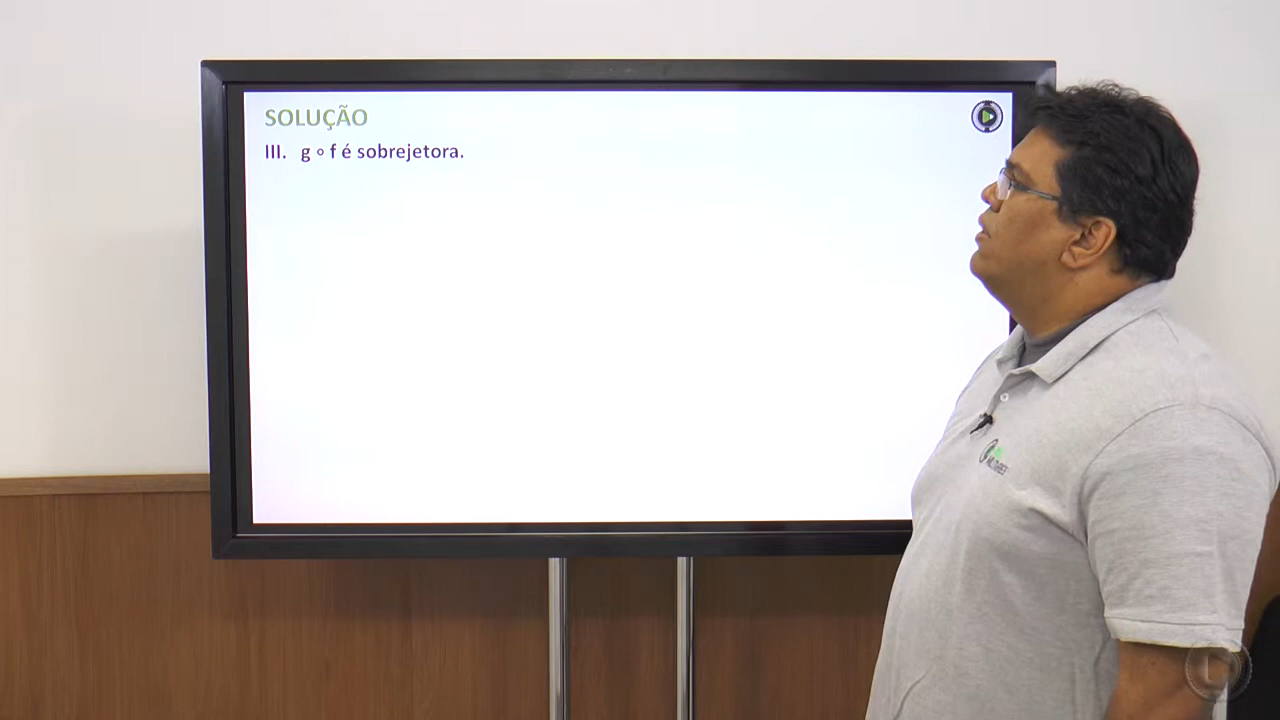 SOLUÇÃO
III. g ∘ f é sobrejetora.